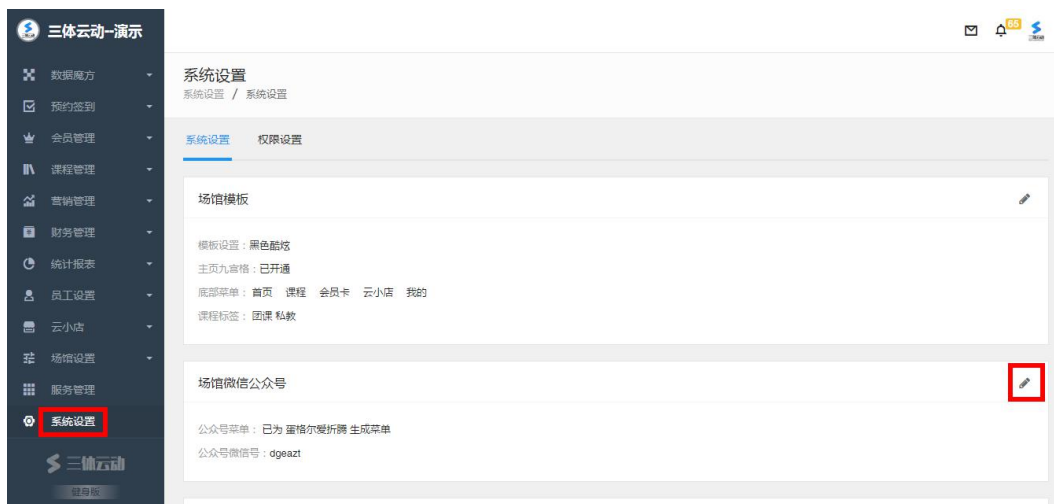 三体云动--演示
65
数据魔方
预约签到
会员管理
课程管理
营销管理
财务管理
统计报表
员工设置
云小店
场馆设置
服务管理
系统设置
三体云动
健身版
系统设置
系统设置 / 系统设置
系统设置 权限设置
场馆模板
模板设置：黑色酷炫
主页九宫格：已开通
底部菜单： 首页 课程 会员卡 云小店 我的
课程标签： 团课 私教
场馆微信公众号
公众号菜单： 已为 蛋格尔爱折腾 生成菜单
公众号微信号：dgeazt